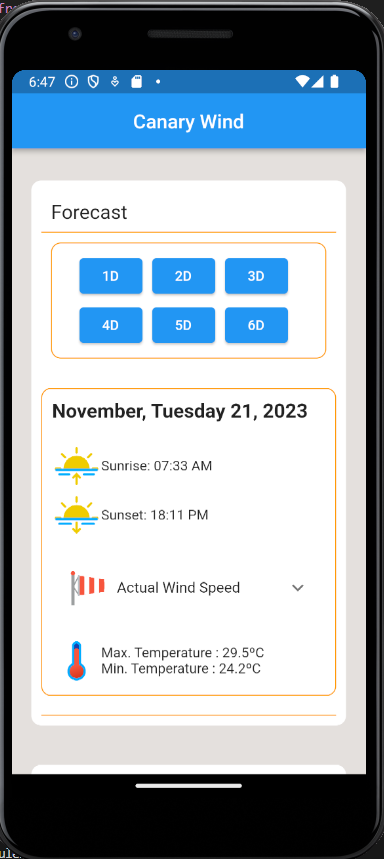 6:47
Canary Wind
Forecast
1D 2D 3D
4D 5D 6D
November, Tuesday 21, 2023
Sunrise: 07:33 AM
Sunset: 18:11 PM
Actual Wind Speed
Max. Temperature : 29.5ºC
Min. Temperature : 24.2ºC